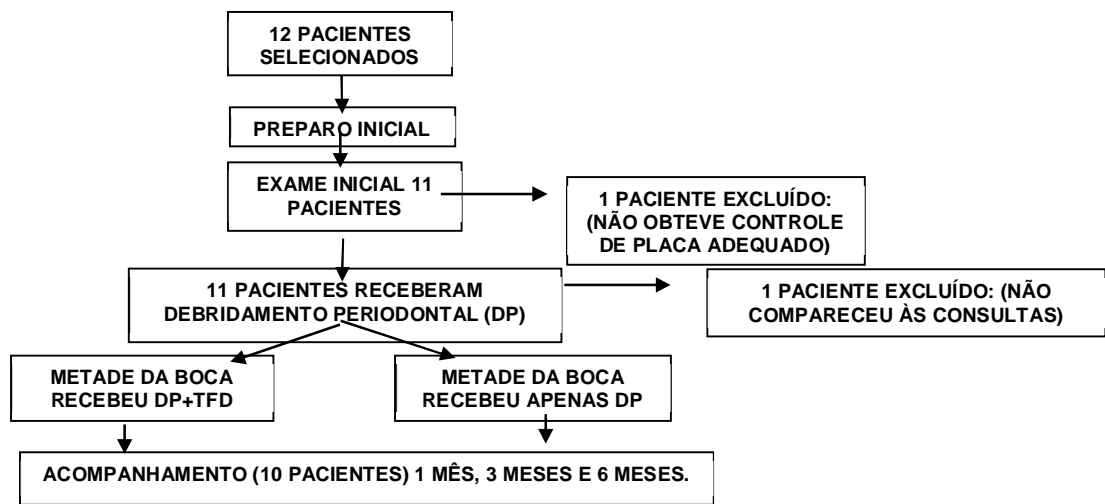 12 PACIENTES
SELECIONADOS
PREPARO INICIAL
EXAME INICIAL 11
PACIENTES
1 PACIENTE EXCLUÍDO:
(NÃO OBTEVE CONTROLE
DE PLACA ADEQUADO)
11 PACIENTES RECEBERAM
DEBRIDAMENTO PERIODONTAL (DP)
1 PACIENTE EXCLUÍDO: (NÃO
COMPARECEU ÀS CONSULTAS)
METADE DA BOCA
RECEBEU DP+TFD
METADE DA BOCA
RECEBEU APENAS DP
ACOMPANHAMENTO (10 PACIENTES) 1 MÊS, 3 MESES E 6 MESES.